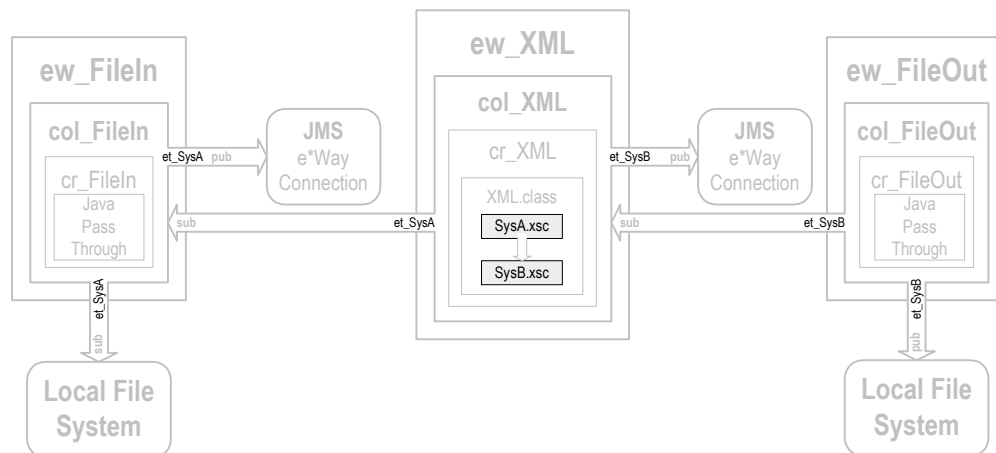 ew_FileIn
col_FileIn
cr_FileIn
Java
Pass
Through
et_SysA pub
JMS
e*Way
Connection
sub et_SysA
et_SysA
sub
Local File
System
ew_XML
col_XML
cr_XML
XML.class
SysA.xsc
SysB.xsc
et_SysB pub
JMS
e*Way
Connection
sub et_SysB
ew_FileOut
col_FileOut
cr_FileOut
Java
Pass
Through
et_SysB
pub
Local File
System